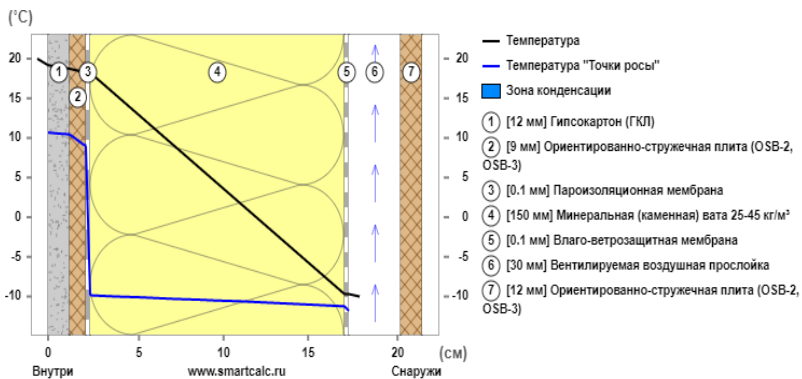 (°C)
20
15
10
5
0
-5
-10
20
15
10
5
0
-5
-10
1
2
3
4
5
6
7
0
5
10
15
20
(см)
Внутри
www.smartcalc.ru
Снаружи
Температура
Температура "Точки росы"
Зона конденсации
1 [12 мм] Гипсокартон (ГКЛ)
2 [9 мм] Ориентированно-стружечная плита (OSB-2,
OSB-3)
3 [0.1 мм] Пароизоляционная мембрана
4 [150 мм] Минеральная (каменная) вата 25-45 кг/м³
5 [0.1 мм] Влаго-ветрозащитная мембрана
6 [30 мм] Вентилируемая воздушная прослойка
7 [12 мм] Ориентированно-стружечная плита (OSB-2,
OSB-3)